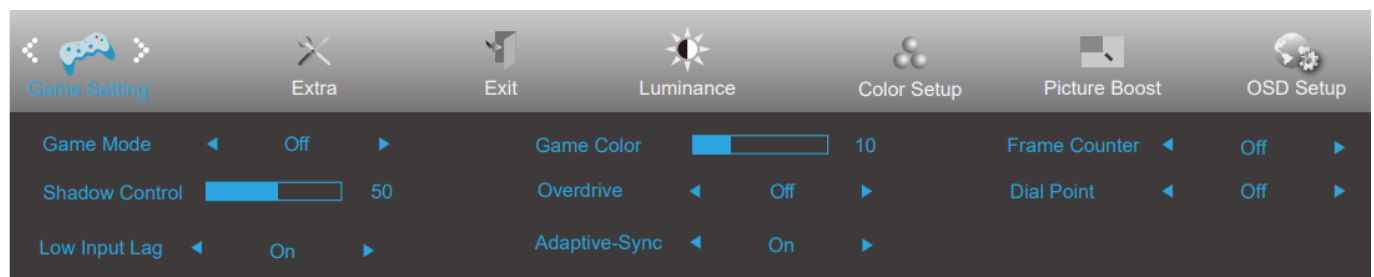 Game Setting Extra Exit Luminance Color Setup Picture Boost OSD Setup
Game Mode Off Game Color 10 Frame Counter Off
Shadow Control 50 Overdrive Off Dial Point Off
Low Input Lag On Adaptive-Sync On